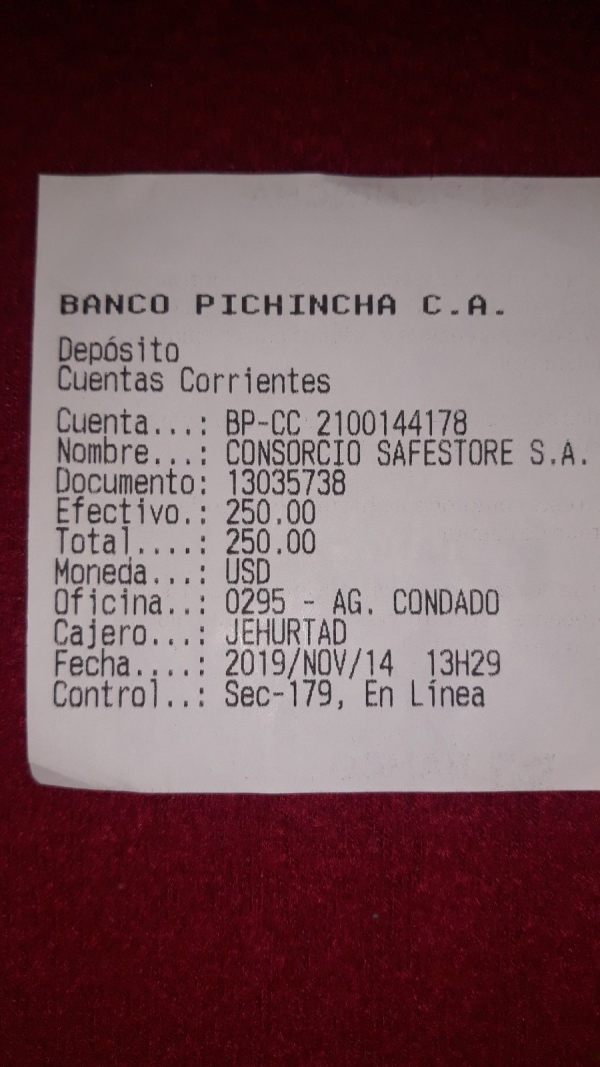 BANCO PICHINCHA C.A.
Depósito
Cuentas Corrientes
Cuenta...: BP-CC 2100144178
Nombre...: CONSORCIO SAFESTORE S.A.
Documento: 13035738
Efectivo.: 250.00
Total....: 250.00
Moneda...: USD
Oficina..: 0295 - AG. CONDADO
Cajero...: JEHURTAD
Fecha....: 2019/NOV/14 13H29
Control..: Sec-179, En Línea